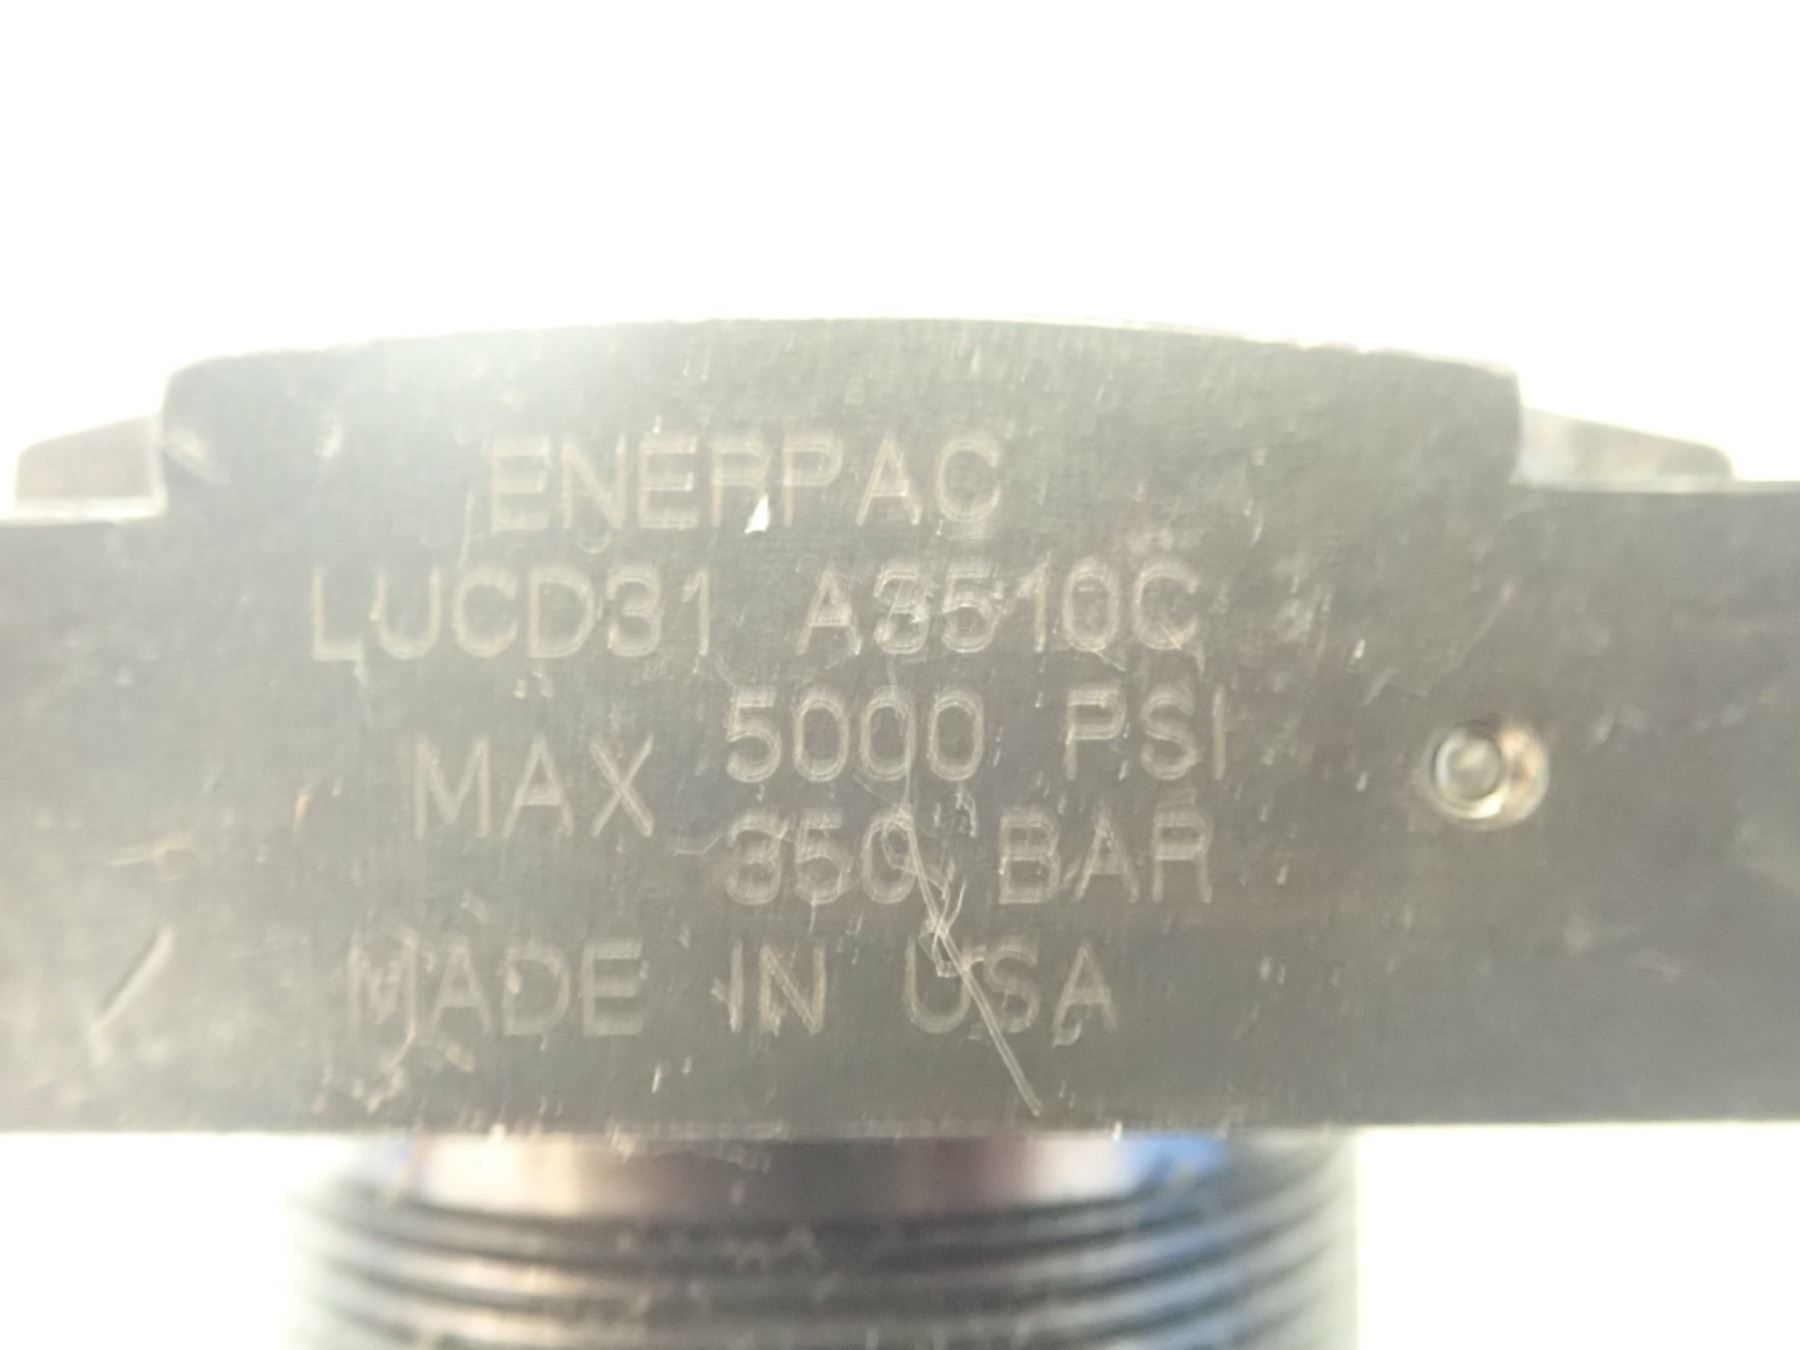 ENERPAC
LUCD31 A3510C
MAX 5000 PSI
350 BAR
MADE IN USA